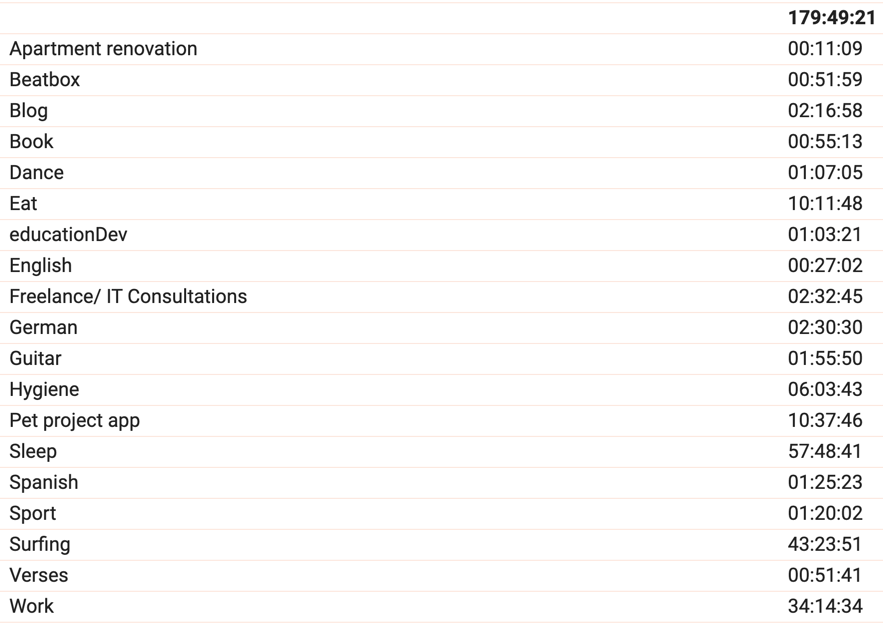 179:49:21
Apartment renovation 00:11:09
Beatbox 00:51:59
Blog 02:16:58
Book 00:55:13
Dance 01:07:05
Eat 10:11:48
educationDev 01:03:21
English 00:27:02
Freelance/ IT Consultations 02:32:45
German 02:30:30
Guitar 01:55:50
Hygiene 06:03:43
Pet project app 10:37:46
Sleep 57:48:41
Spanish 01:25:23
Sport 01:20:02
Surfing 43:23:51
Verses 00:51:41
Work 34:14:34